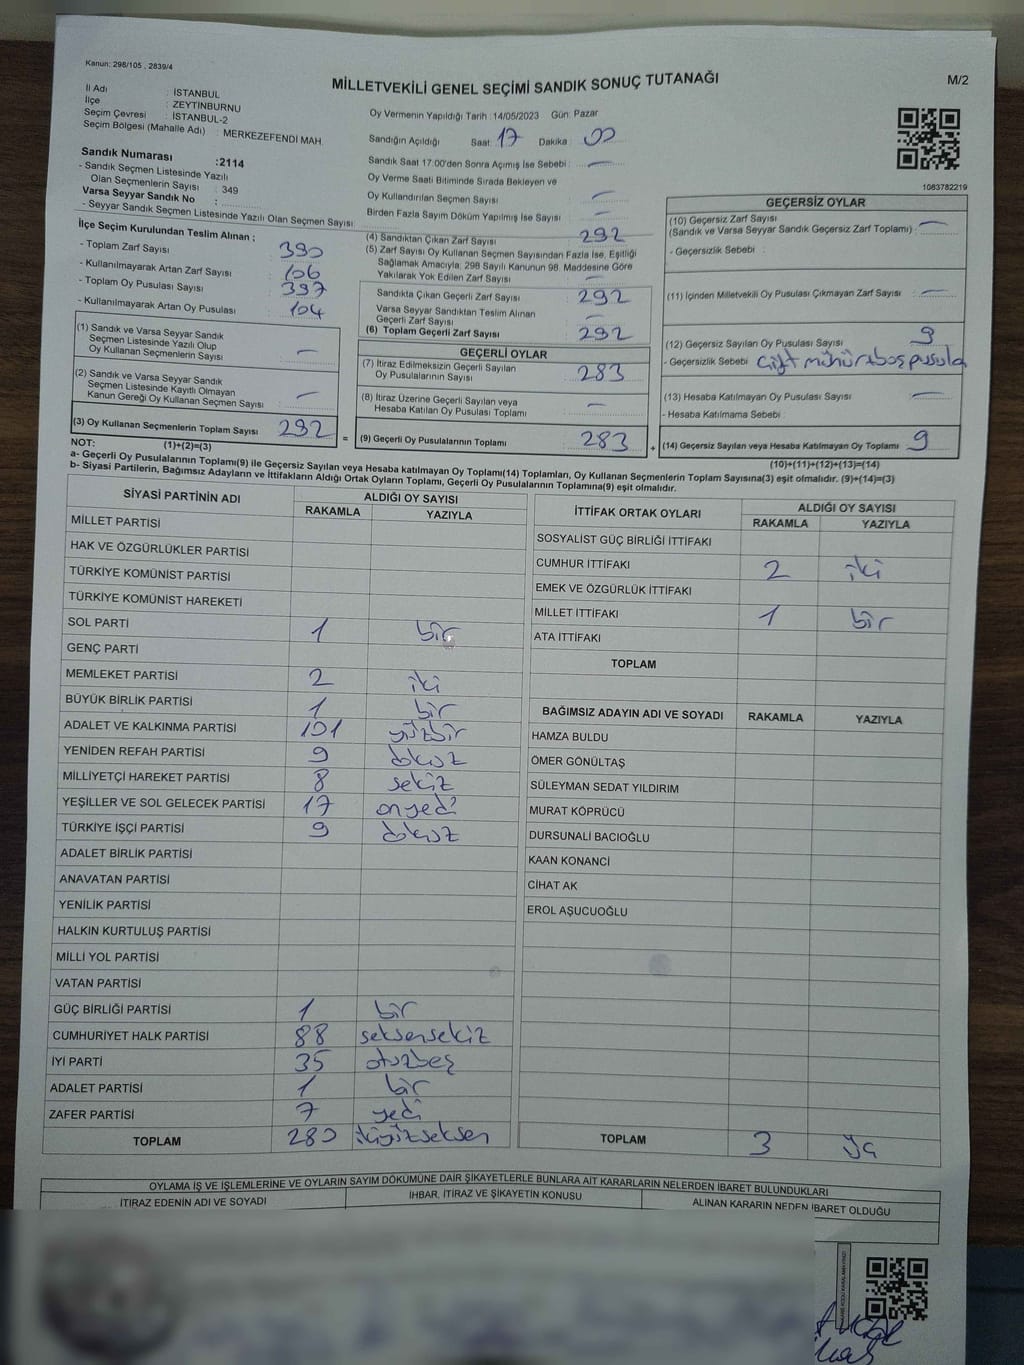 Kanun: 298/105 , 2839/4
MİLLETVEKİLİ GENEL SEÇİMİ SANDIK SONUÇ TUTANAĞI
M/2
İl Adı : İSTANBUL
İlçe : ZEYTİNBURNU
Seçim Çevresi : İSTANBUL-2
Seçim Bölgesi (Mahalle Adı) : MERKEZEFENDİ MAH.
Oy Vermenin Yapıldığı Tarih :14/05/2023 Gün: Pazar
Sandığın Açıldığı Saat: 17 Dakika : 00
Sandık Saat 17:00'den Sonra Açımış İse Sebebi : —
Oy Verme Saati Bitiminde Sırada Bekleyen ve
Oy Kullandırılan Seçmen Sayısı : —
Birden Fazla Sayım Döküm Yapılmış İse Sayısı : —
Sandık Numarası :2114
- Sandık Seçmen Listesinde Yazılı
Olan Seçmenlerin Sayısı : 349
Varsa Seyyar Sandık No :
- Seyyar Sandık Seçmen Listesinde Yazılı Olan Seçmen Sayısı :
1083782219
İlçe Seçim Kurulundan Teslim Alınan ;
- Toplam Zarf Sayısı : 390
- Kullanılmayarak Artan Zarf Sayısı : 106
- Toplam Oy Pusulası Sayısı : 397
- Kullanılmayarak Artan Oy Pusulası : 104
(1) Sandık ve Varsa Seyyar Sandık
Seçmen Listesinde Yazılı Olup
Oy Kullanan Seçmenlerin Sayısı : —
(2) Sandık ve Varsa Seyyar Sandık
Seçmen Listesinde Kayıtlı Olmayan
Kanun Gereği Oy Kullanan Seçmen Sayısı : —
(3) Oy Kullanan Seçmenlerin Toplam Sayısı : 292
(1)+(2)=(3)
(4) Sandıktan Çıkan Zarf Sayısı : 292
(5) Zarf Sayısı Oy Kullanan Seçmen Sayısından Fazla İse, Eşitliği
Sağlamak Amacıyla; 298 Sayılı Kanunun 98. Maddesine Göre
Yakılarak Yok Edilen Zarf Sayısı : —
Sandıkta Çıkan Geçerli Zarf Sayısı : 292
Varsa Seyyar Sandıktan Teslim Alınan
Geçerli Zarf Sayısı : —
(6) Toplam Geçerli Zarf Sayısı : 292
GEÇERLİ OYLAR
(7) İtiraz Edilmeksizin Geçerli Sayılan
Oy Pusulalarının Sayısı : 283
(8) İtiraz Üzerine Geçerli Sayılan veya
Hesaba Katılan Oy Pusulası Toplamı : —
= (9) Geçerli Oy Pusulalarının Toplamı : 283
GEÇERSİZ OYLAR
(10) Geçersiz Zarf Sayısı
(Sandık ve Varsa Seyyar Sandık Geçersiz Zarf Toplamı) : —
- Geçersizlik Sebebi :
(11) İçinden Milletvekili Oy Pusulası Çıkmayan Zarf Sayısı : —
(12) Geçersiz Sayılan Oy Pusulası Sayısı : 9
- Geçersizlik Sebebi : Çift mühür+boş pusula
(13) Hesaba Katılmayan Oy Pusulası Sayısı : —
- Hesaba Katılmama Sebebi :
+ (14) Geçersiz Sayılan veya Hesaba Katılmayan Oy Toplamı : 9
(10)+(11)+(12)+(13)=(14)
NOT:
a- Geçerli Oy Pusulalarının Toplamı(9) ile Geçersiz Sayılan veya Hesaba katılmayan Oy Toplamı(14) Toplamları, Oy Kullanan Seçmenlerin Toplam Sayısına(3) eşit olmalıdır. (9)+(14)=(3)
b- Siyasi Partilerin, Bağımsız Adayların ve İttifakların Aldığı Ortak Oyların Toplamı, Geçerli Oy Pusulalarının Toplamına(9) eşit olmalıdır.
SİYASİ PARTİNİN ADI ALDIĞI OY SAYISI
RAKAMLA YAZIYLA
MİLLET PARTİSİ
HAK VE ÖZGÜRLÜKLER PARTİSİ
TÜRKİYE KOMÜNİST PARTİSİ
TÜRKİYE KOMÜNİST HAREKETİ
SOL PARTİ 1 bir
GENÇ PARTİ
MEMLEKET PARTİSİ 2 iki
BÜYÜK BİRLİK PARTİSİ 1 bir
ADALET VE KALKINMA PARTİSİ 101 yüzbir
YENİDEN REFAH PARTİSİ 9 dokuz
MİLLİYETÇİ HAREKET PARTİSİ 8 sekiz
YEŞİLLER VE SOL GELECEK PARTİSİ 17 onyedi
TÜRKİYE İŞÇİ PARTİSİ 9 dokuz
ADALET BİRLİK PARTİSİ
ANAVATAN PARTİSİ
YENİLİK PARTİSİ
HALKIN KURTULUŞ PARTİSİ
MİLLİ YOL PARTİSİ
VATAN PARTİSİ
GÜÇ BİRLİĞİ PARTİSİ 1 bir
CUMHURİYET HALK PARTİSİ 88 seksensekiz
İYİ PARTİ 35 otuzbeş
ADALET PARTİSİ 1 bir
ZAFER PARTİSİ 7 yedi
TOPLAM 280 ikiyüzseksen
İTTİFAK ORTAK OYLARI ALDIĞI OY SAYISI
RAKAMLA YAZIYLA
SOSYALİST GÜÇ BİRLİĞİ İTTİFAKI
CUMHUR İTTİFAKI 2 iki
EMEK VE ÖZGÜRLÜK İTTİFAKI
MİLLET İTTİFAKI 1 bir
ATA İTTİFAKI
TOPLAM
BAĞIMSIZ ADAYIN ADI VE SOYADI RAKAMLA YAZIYLA
HAMZA BULDU
ÖMER GÖNÜLTAŞ
SÜLEYMAN SEDAT YILDIRIM
MURAT KÖPRÜCÜ
DURSUNALİ BACIOĞLU
KAAN KONANCİ
CİHAT AK
EROL AŞUCUOĞLU
TOPLAM 3
OYLAMA İŞ VE İŞLEMLERİNE VE OYLARIN SAYIM DÖKÜMÜNE DAİR ŞİKAYETLERLE BUNLARA AİT KARARLARIN NELERDEN İBARET BULUNDUKLARI
İTİRAZ EDENİN ADI VE SOYADI İHBAR, İTİRAZ VE ŞİKAYETİN KONUSU ALINAN KARARIN NEDEN İBARET OLDUĞU